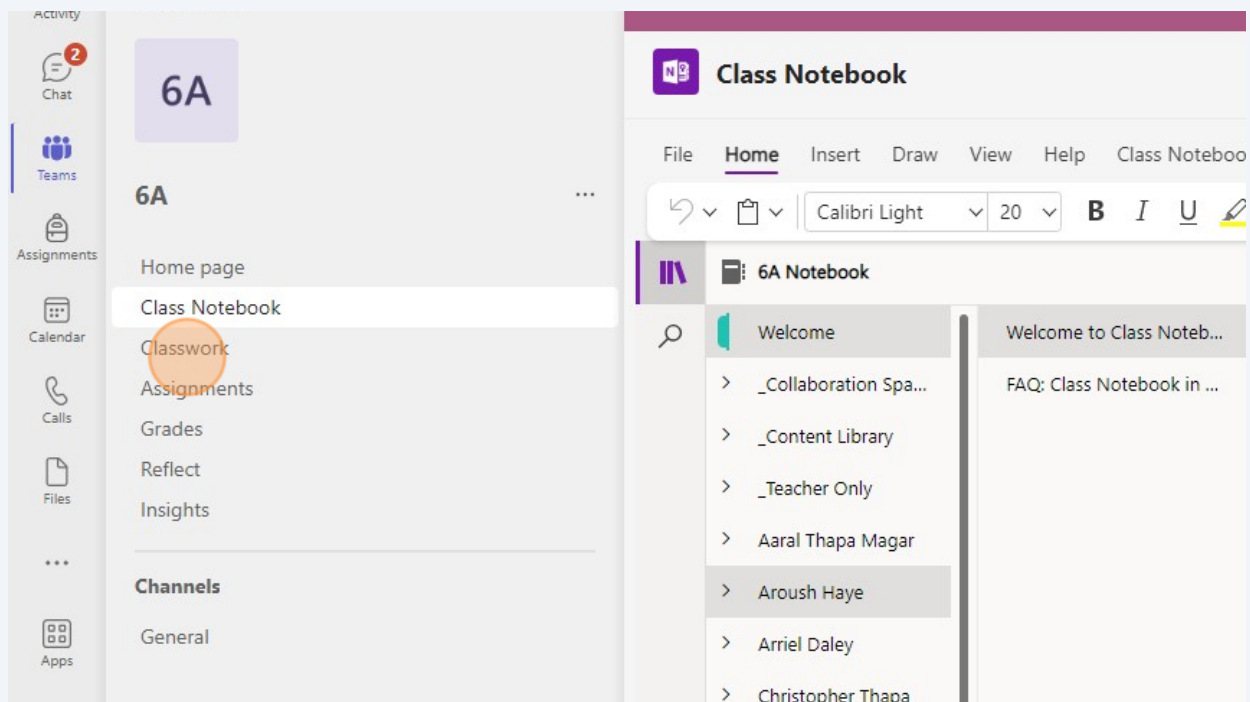 Activity
2
Chat
Teams
Assignments
Calendar
Calls
Files
...
Apps
6A
6A
...
Home page
Class Notebook
Classwork
Assignments
Grades
Reflect
Insights
Channels
General
N
Class Notebook
File Home Insert Draw View Help Class Noteboo
Calibri Light 20 B I U
6A Notebook
Welcome
_Collaboration Spa...
_Content Library
_Teacher Only
Aaral Thapa Magar
Aroush Haye
Arriel Daley
Christopher Thapa
Welcome to Class Noteb...
FAQ: Class Notebook in ...